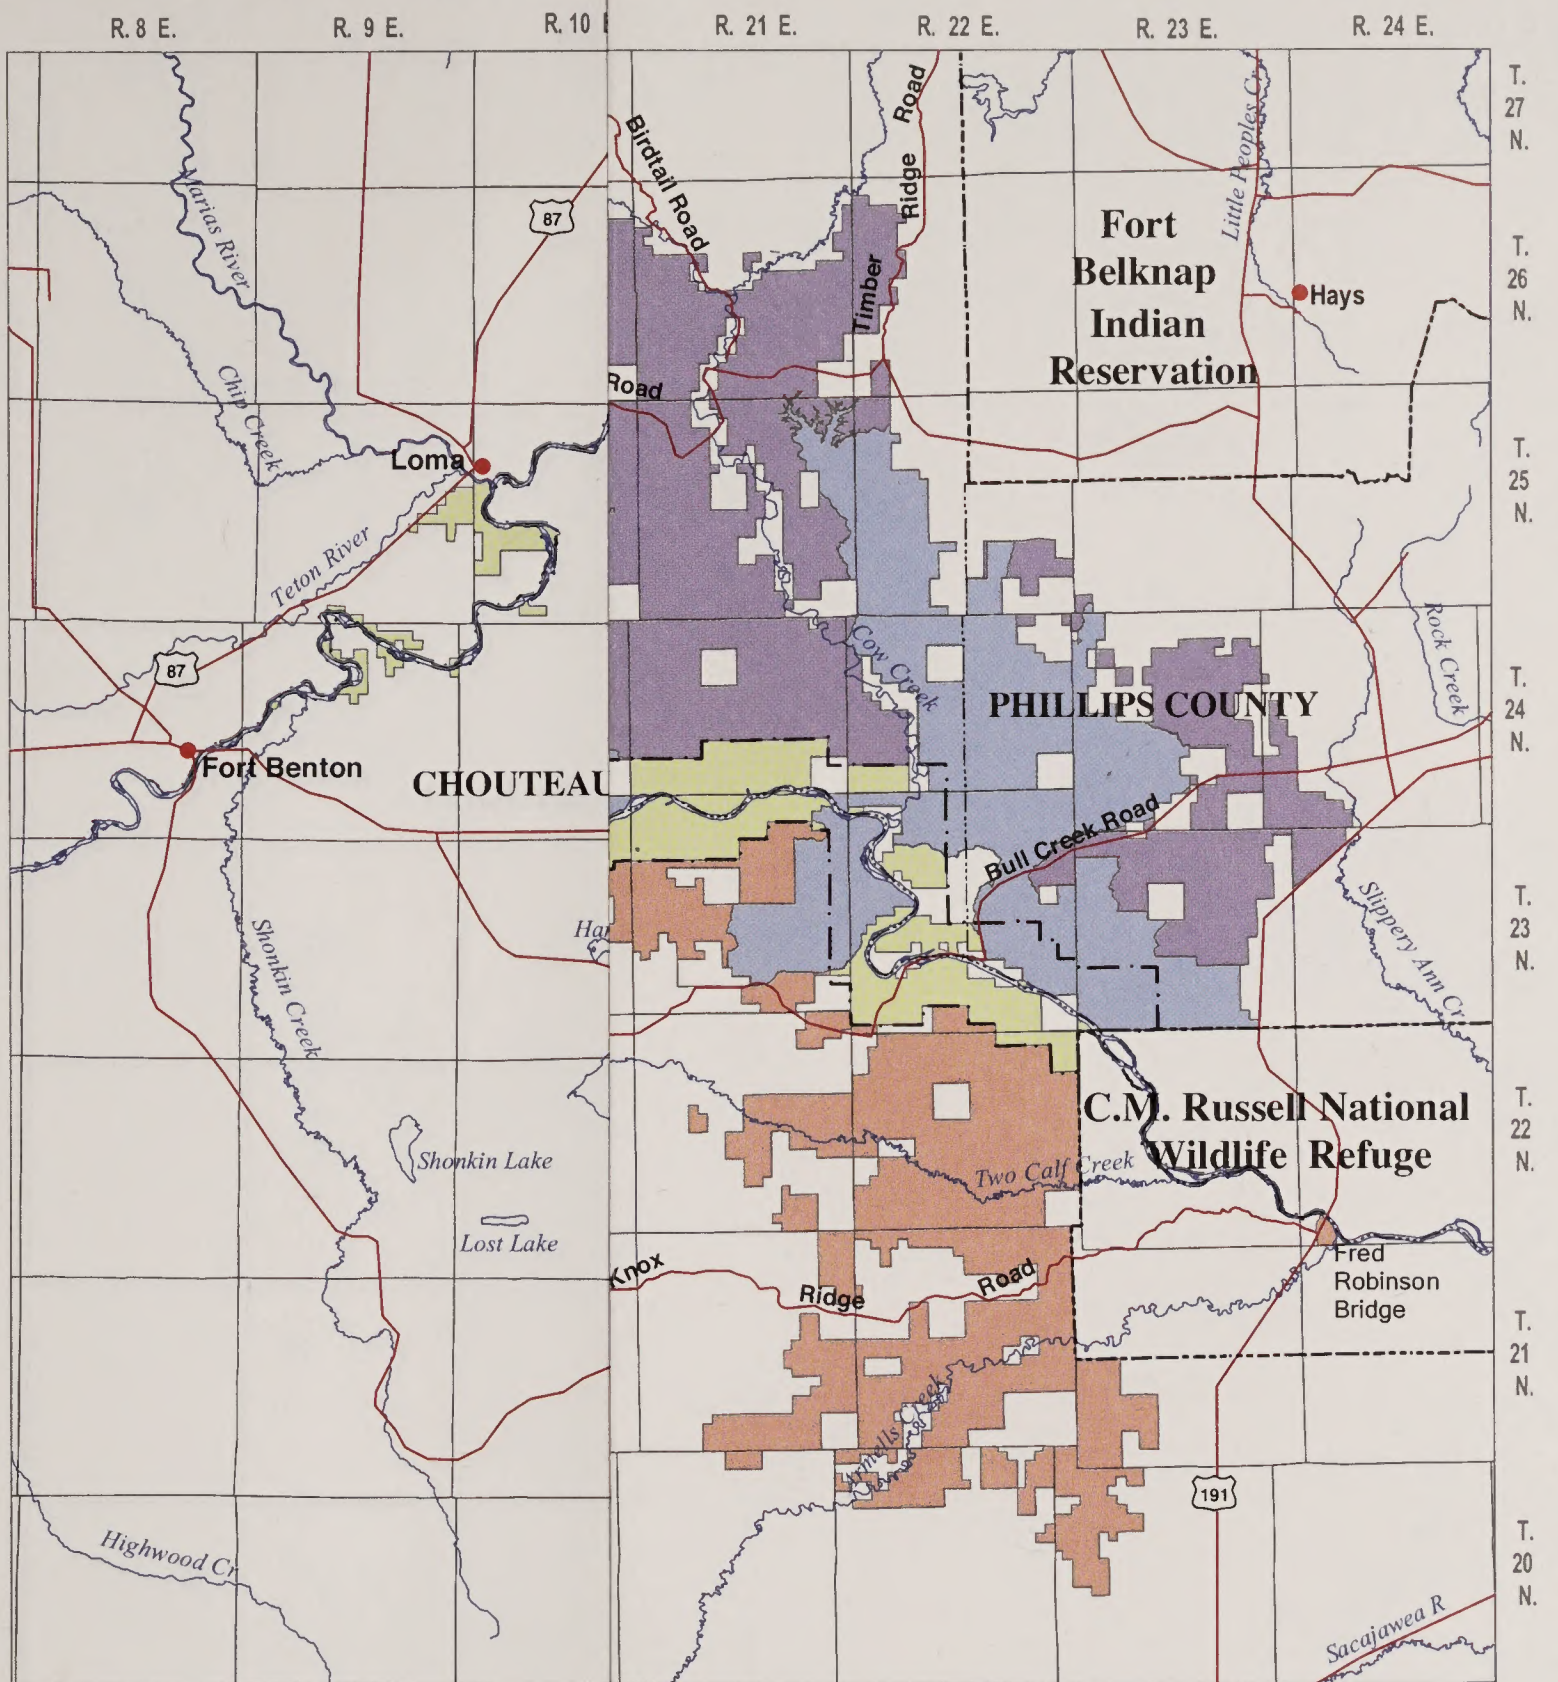 R. 8 E.
R. 9 E.
R. 10
R. 21 E.
R. 22 E.
R. 23 E.
R. 24 E.
T.
27
N.
T.
26
N.
T.
25
N.
T.
24
N.
T.
23
N.
T.
22
N.
T.
21
N.
T.
20
N.
Marias River
87
Birdtail Road
Ridge Road
Timber
Little Peoples Cr
Fort
Belknap
Indian
Reservation
Hays
Chip Creek
Road
Loma
Teton River
87
Cow Creek
Rock Creek
PHILLIPS COUNTY
Fort Benton
CHOUTEAU
Bull Creek Road
Shonkin Creek
Har
Slippery Ann Cr.
C.M. Russell National
Wildlife Refuge
Shonkin Lake
Two Calf Creek
Lost Lake
Knox
Ridge
Road
Fred
Robinson
Bridge
Armells Creek
191
Highwood Cr
Sacajawea R